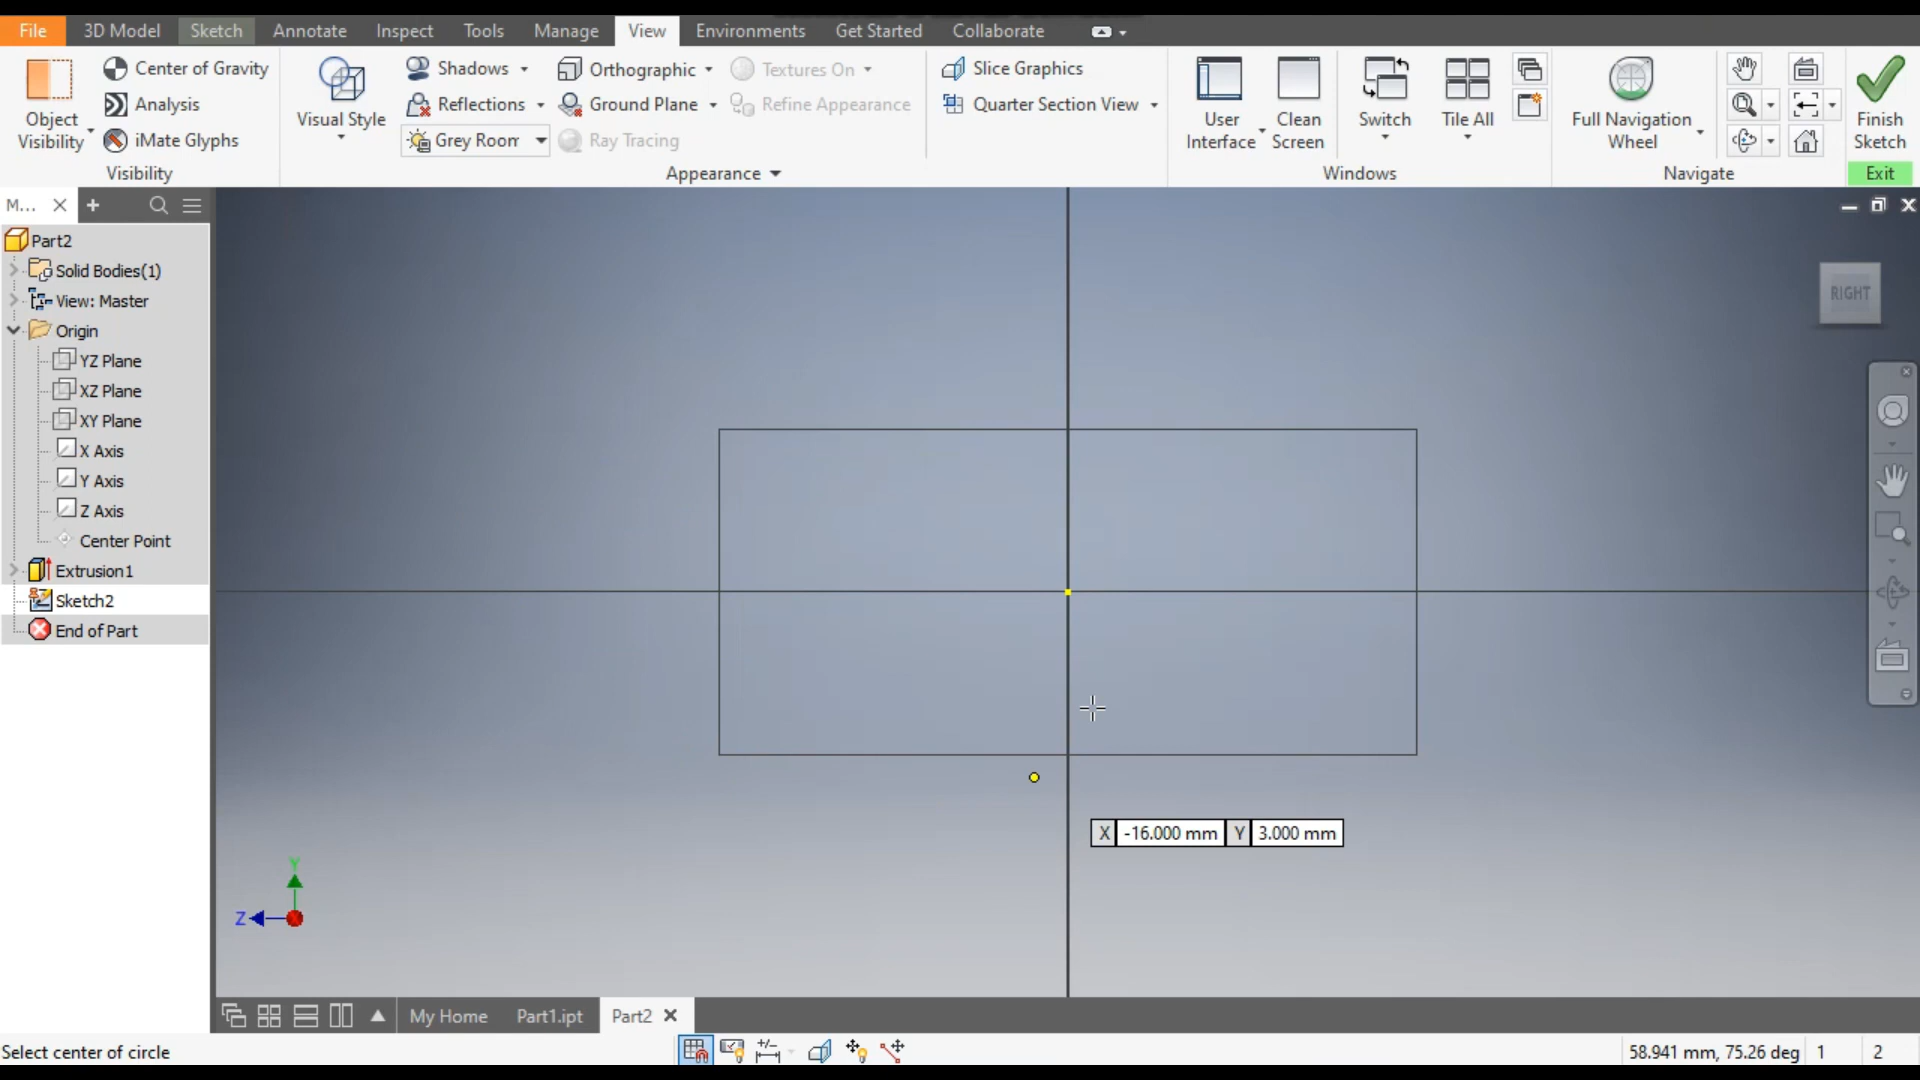 File 3D Model Sketch Annotate Inspect Tools Manage View Environments Get Started Collaborate
Object Visibility
Center of Gravity
Analysis
iMate Glyphs
Visibility
Visual Style
Shadows
Reflections
Grey Room
Orthographic
Ground Plane
Ray Tracing
Textures On
Refine Appearance
Appearance
Slice Graphics
Quarter Section View
User Interface
Clean Screen
Switch
Tile All
Windows
Full Navigation Wheel
Navigate
Finish Sketch
Exit
M...
Part2
Solid Bodies(1)
View: Master
Origin
YZ Plane
XZ Plane
XY Plane
X Axis
Y Axis
Z Axis
Center Point
Extrusion1
Sketch2
End of Part
RIGHT
X -16.000 mm Y 3.000 mm
Y
Z
My Home Part1.ipt Part2
Select center of circle
58.941 mm, 75.26 deg 1 2